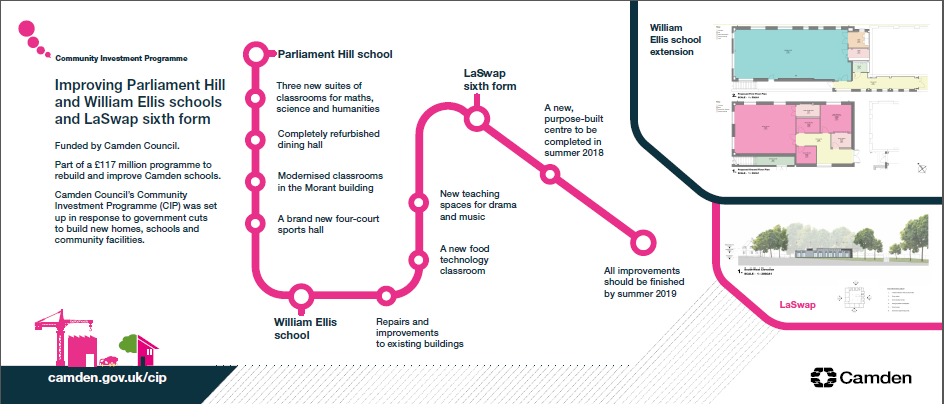 Community Investment Programme
Improving Parliament Hill
and William Ellis schools
and LaSwap sixth form
Funded by Camden Council.
Part of a £117 million programme to
rebuild and improve Camden schools.
Camden Council's Community
Investment Programme (CIP) was set
up in response to government cuts
to build new homes, schools and
community facilities.
Parliament Hill school
Three new suites of
classrooms for maths,
science and humanities
Completely refurbished
dining hall
Modernised classrooms
in the Morant building
A brand new four-court
sports hall
William Ellis
school
Repairs and
improvements
to existing buildings
A new food
technology
classroom
New teaching
spaces for drama
and music
LaSwap
sixth form
A new,
purpose-built
centre to be
completed in
summer 2018
All improvements
should be finished
by summer 2019
William
Ellis school
extension
LaSwap
camden.gov.uk/cip
Camden